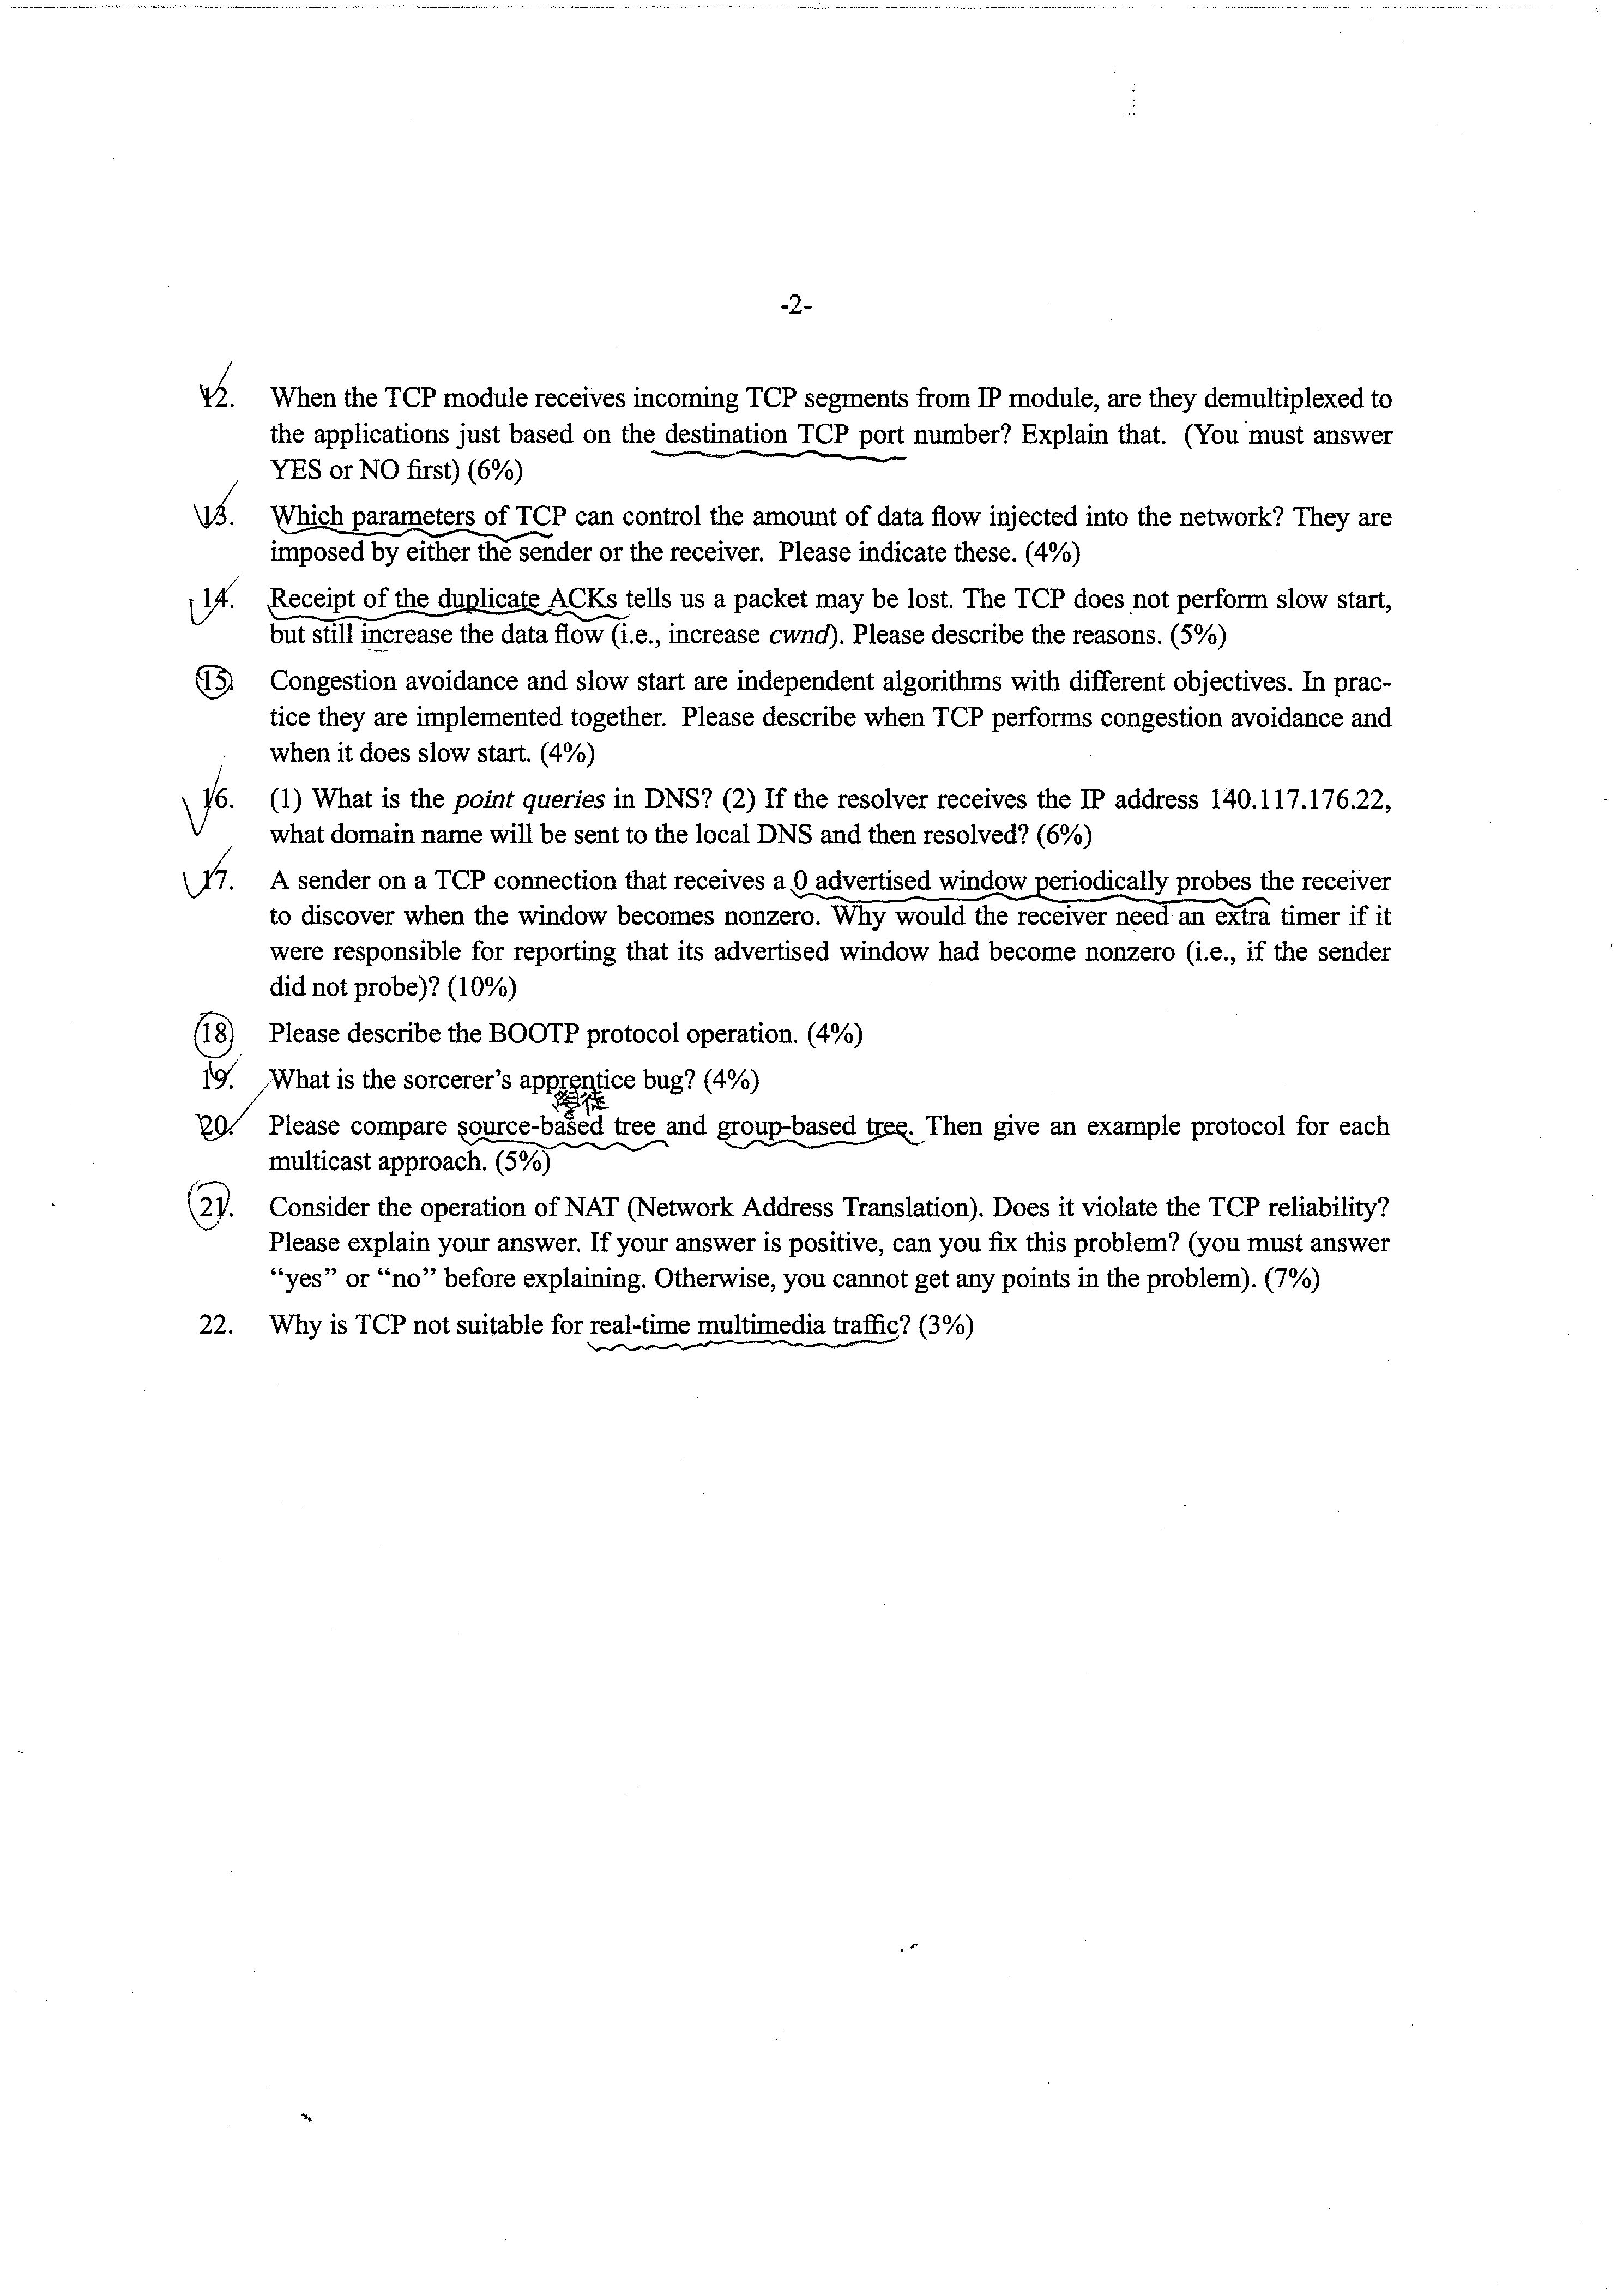 -2-
12. When the TCP module receives incoming TCP segments from IP module, are they demultiplexed to
the applications just based on the destination TCP port number? Explain that. (You must answer
YES or NO first) (6%)
13. Which parameters of TCP can control the amount of data flow injected into the network? They are
imposed by either the sender or the receiver. Please indicate these. (4%)
14. Receipt of the duplicate ACKs tells us a packet may be lost. The TCP does not perform slow start,
but still increase the data flow (i.e., increase cwnd). Please describe the reasons. (5%)
15. Congestion avoidance and slow start are independent algorithms with different objectives. In prac-
tice they are implemented together. Please describe when TCP performs congestion avoidance and
when it does slow start. (4%)
16. (1) What is the point queries in DNS? (2) If the resolver receives the IP address 140.117.176.22,
what domain name will be sent to the local DNS and then resolved? (6%)
17. A sender on a TCP connection that receives a 0 advertised window periodically probes the receiver
to discover when the window becomes nonzero. Why would the receiver need an extra timer if it
were responsible for reporting that its advertised window had become nonzero (i.e., if the sender
did not probe)? (10%)
18. Please describe the BOOTP protocol operation. (4%)
19. What is the sorcerer's apprentice bug? (4%)
學徒
20. Please compare source-based tree and group-based tree. Then give an example protocol for each
multicast approach. (5%)
21. Consider the operation of NAT (Network Address Translation). Does it violate the TCP reliability?
Please explain your answer. If your answer is positive, can you fix this problem? (you must answer
“yes” or “no” before explaining. Otherwise, you cannot get any points in the problem). (7%)
22. Why is TCP not suitable for real-time multimedia traffic? (3%)